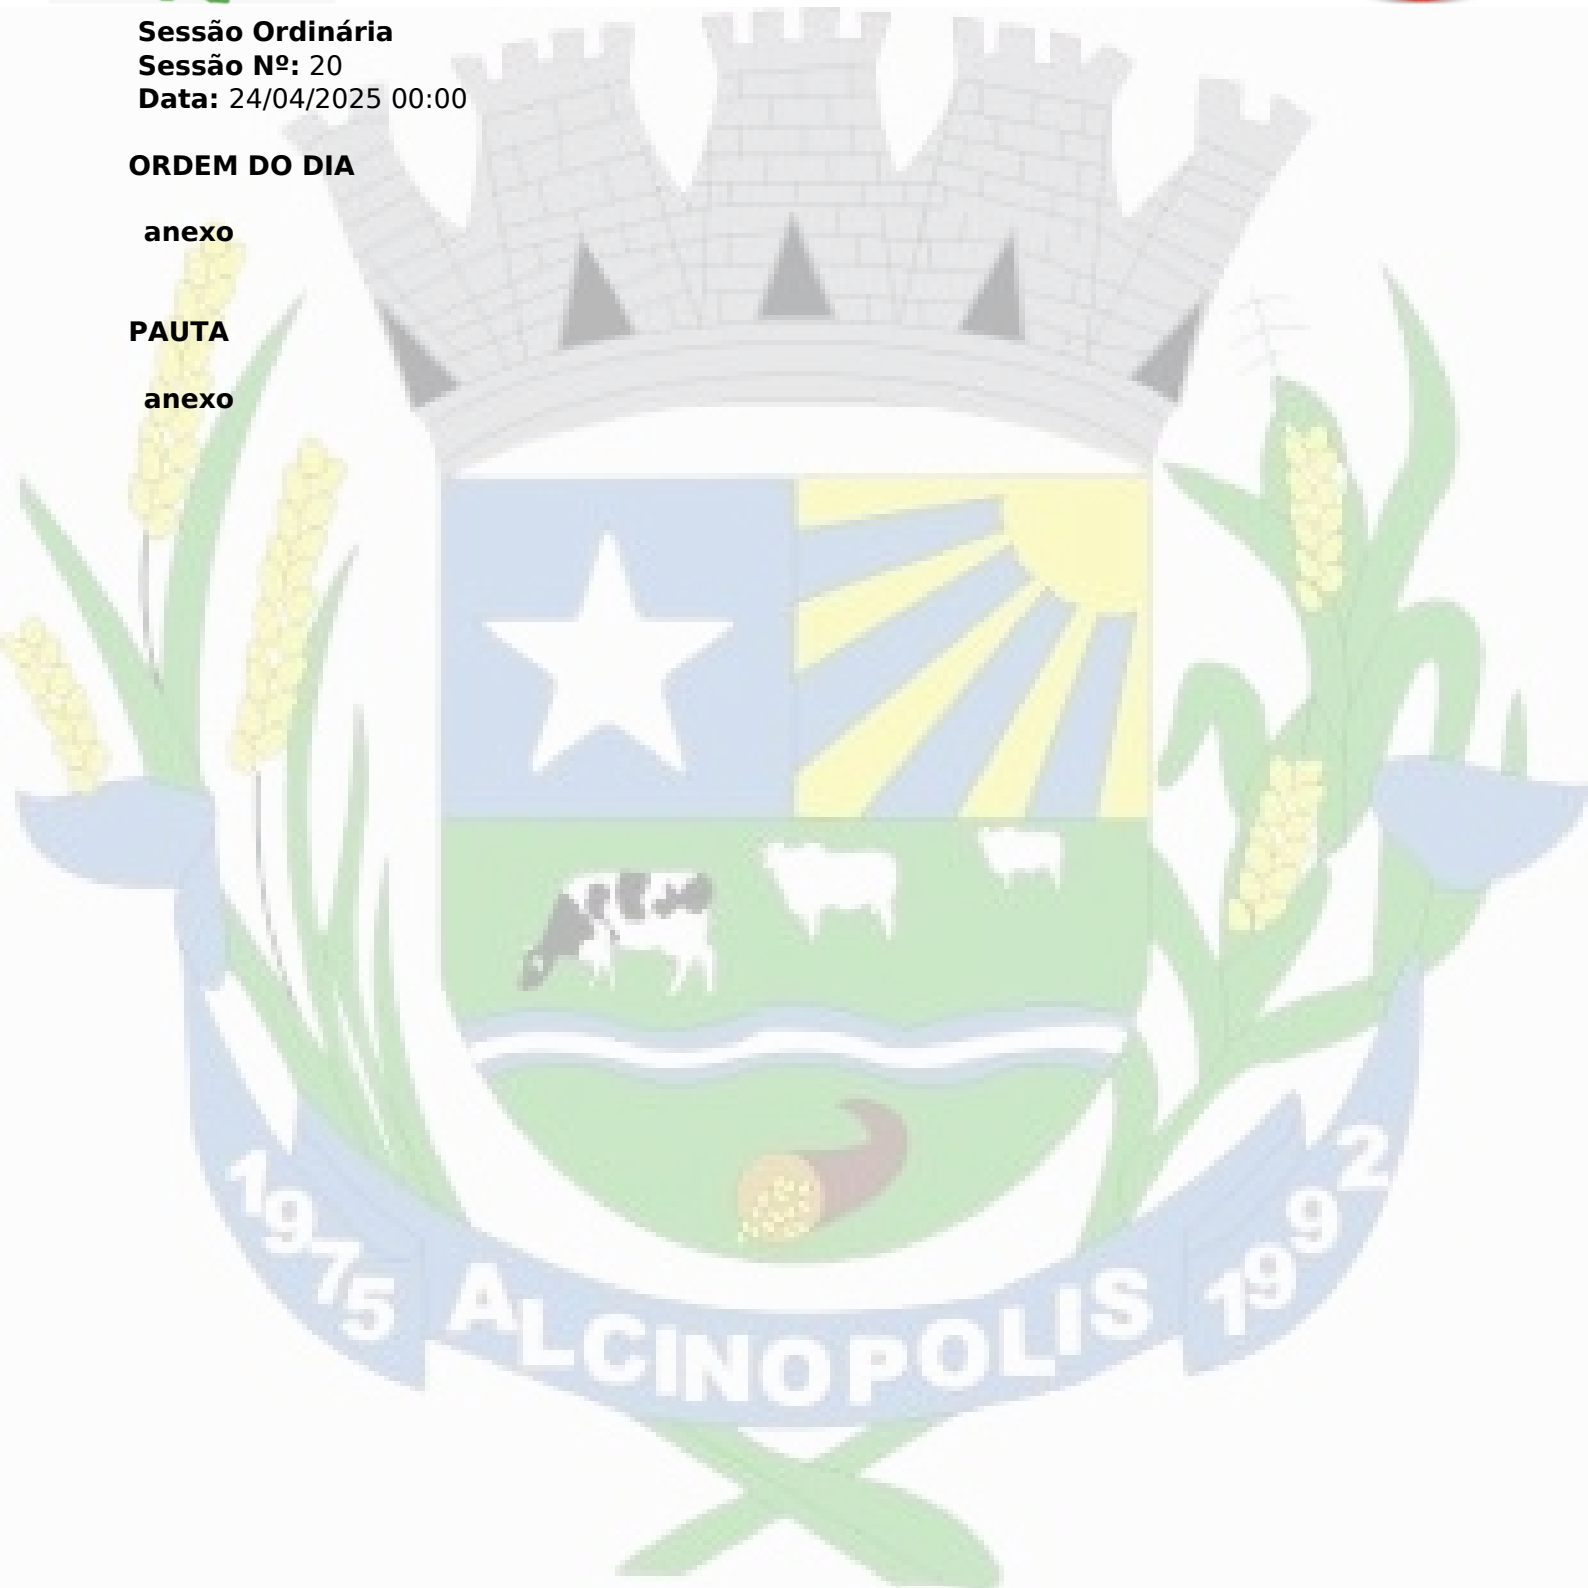 Sessão Ordinária
Sessão Nº: 20
Data: 24/04/2025 00:00
ORDEM DO DIA
anexo
PAUTA
anexo
1975 ALCINOPOLIS 1992